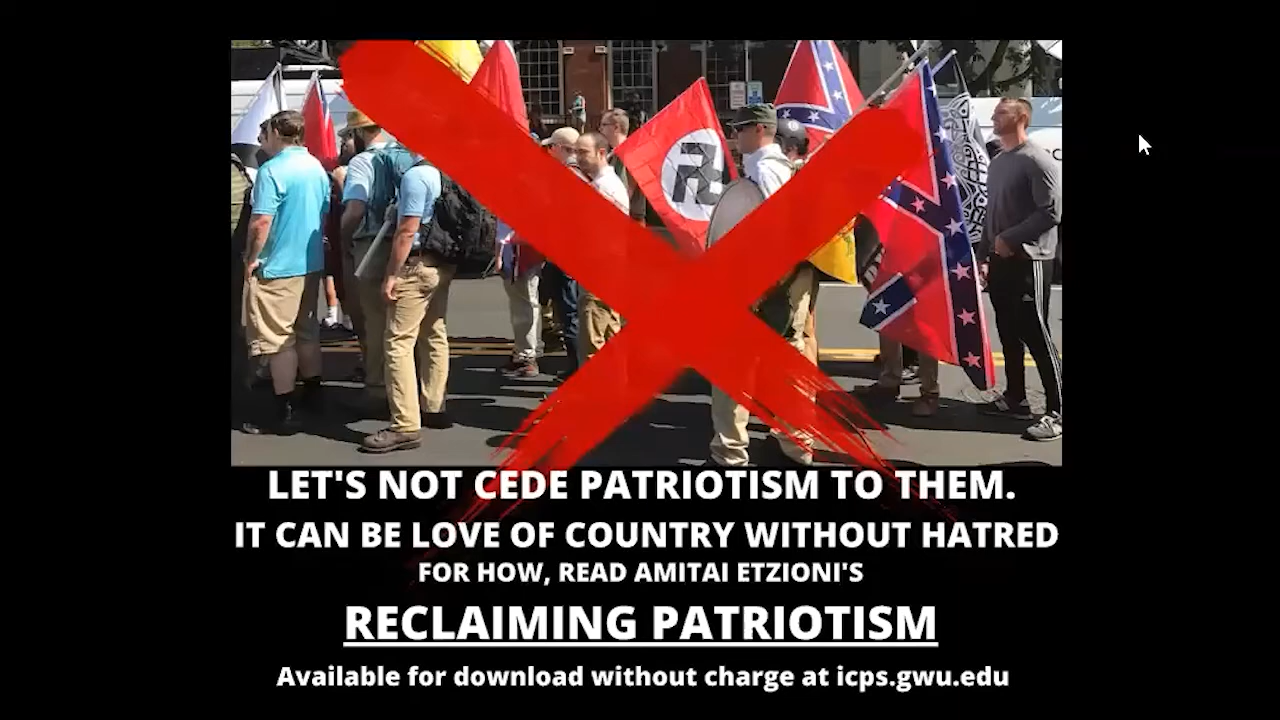 LET'S NOT CEDE PATRIOTISM TO THEM.
IT CAN BE LOVE OF COUNTRY WITHOUT HATRED
FOR HOW, READ AMITAI ETZIONI'S
RECLAIMING PATRIOTISM
Available for download without charge at icps.gwu.edu